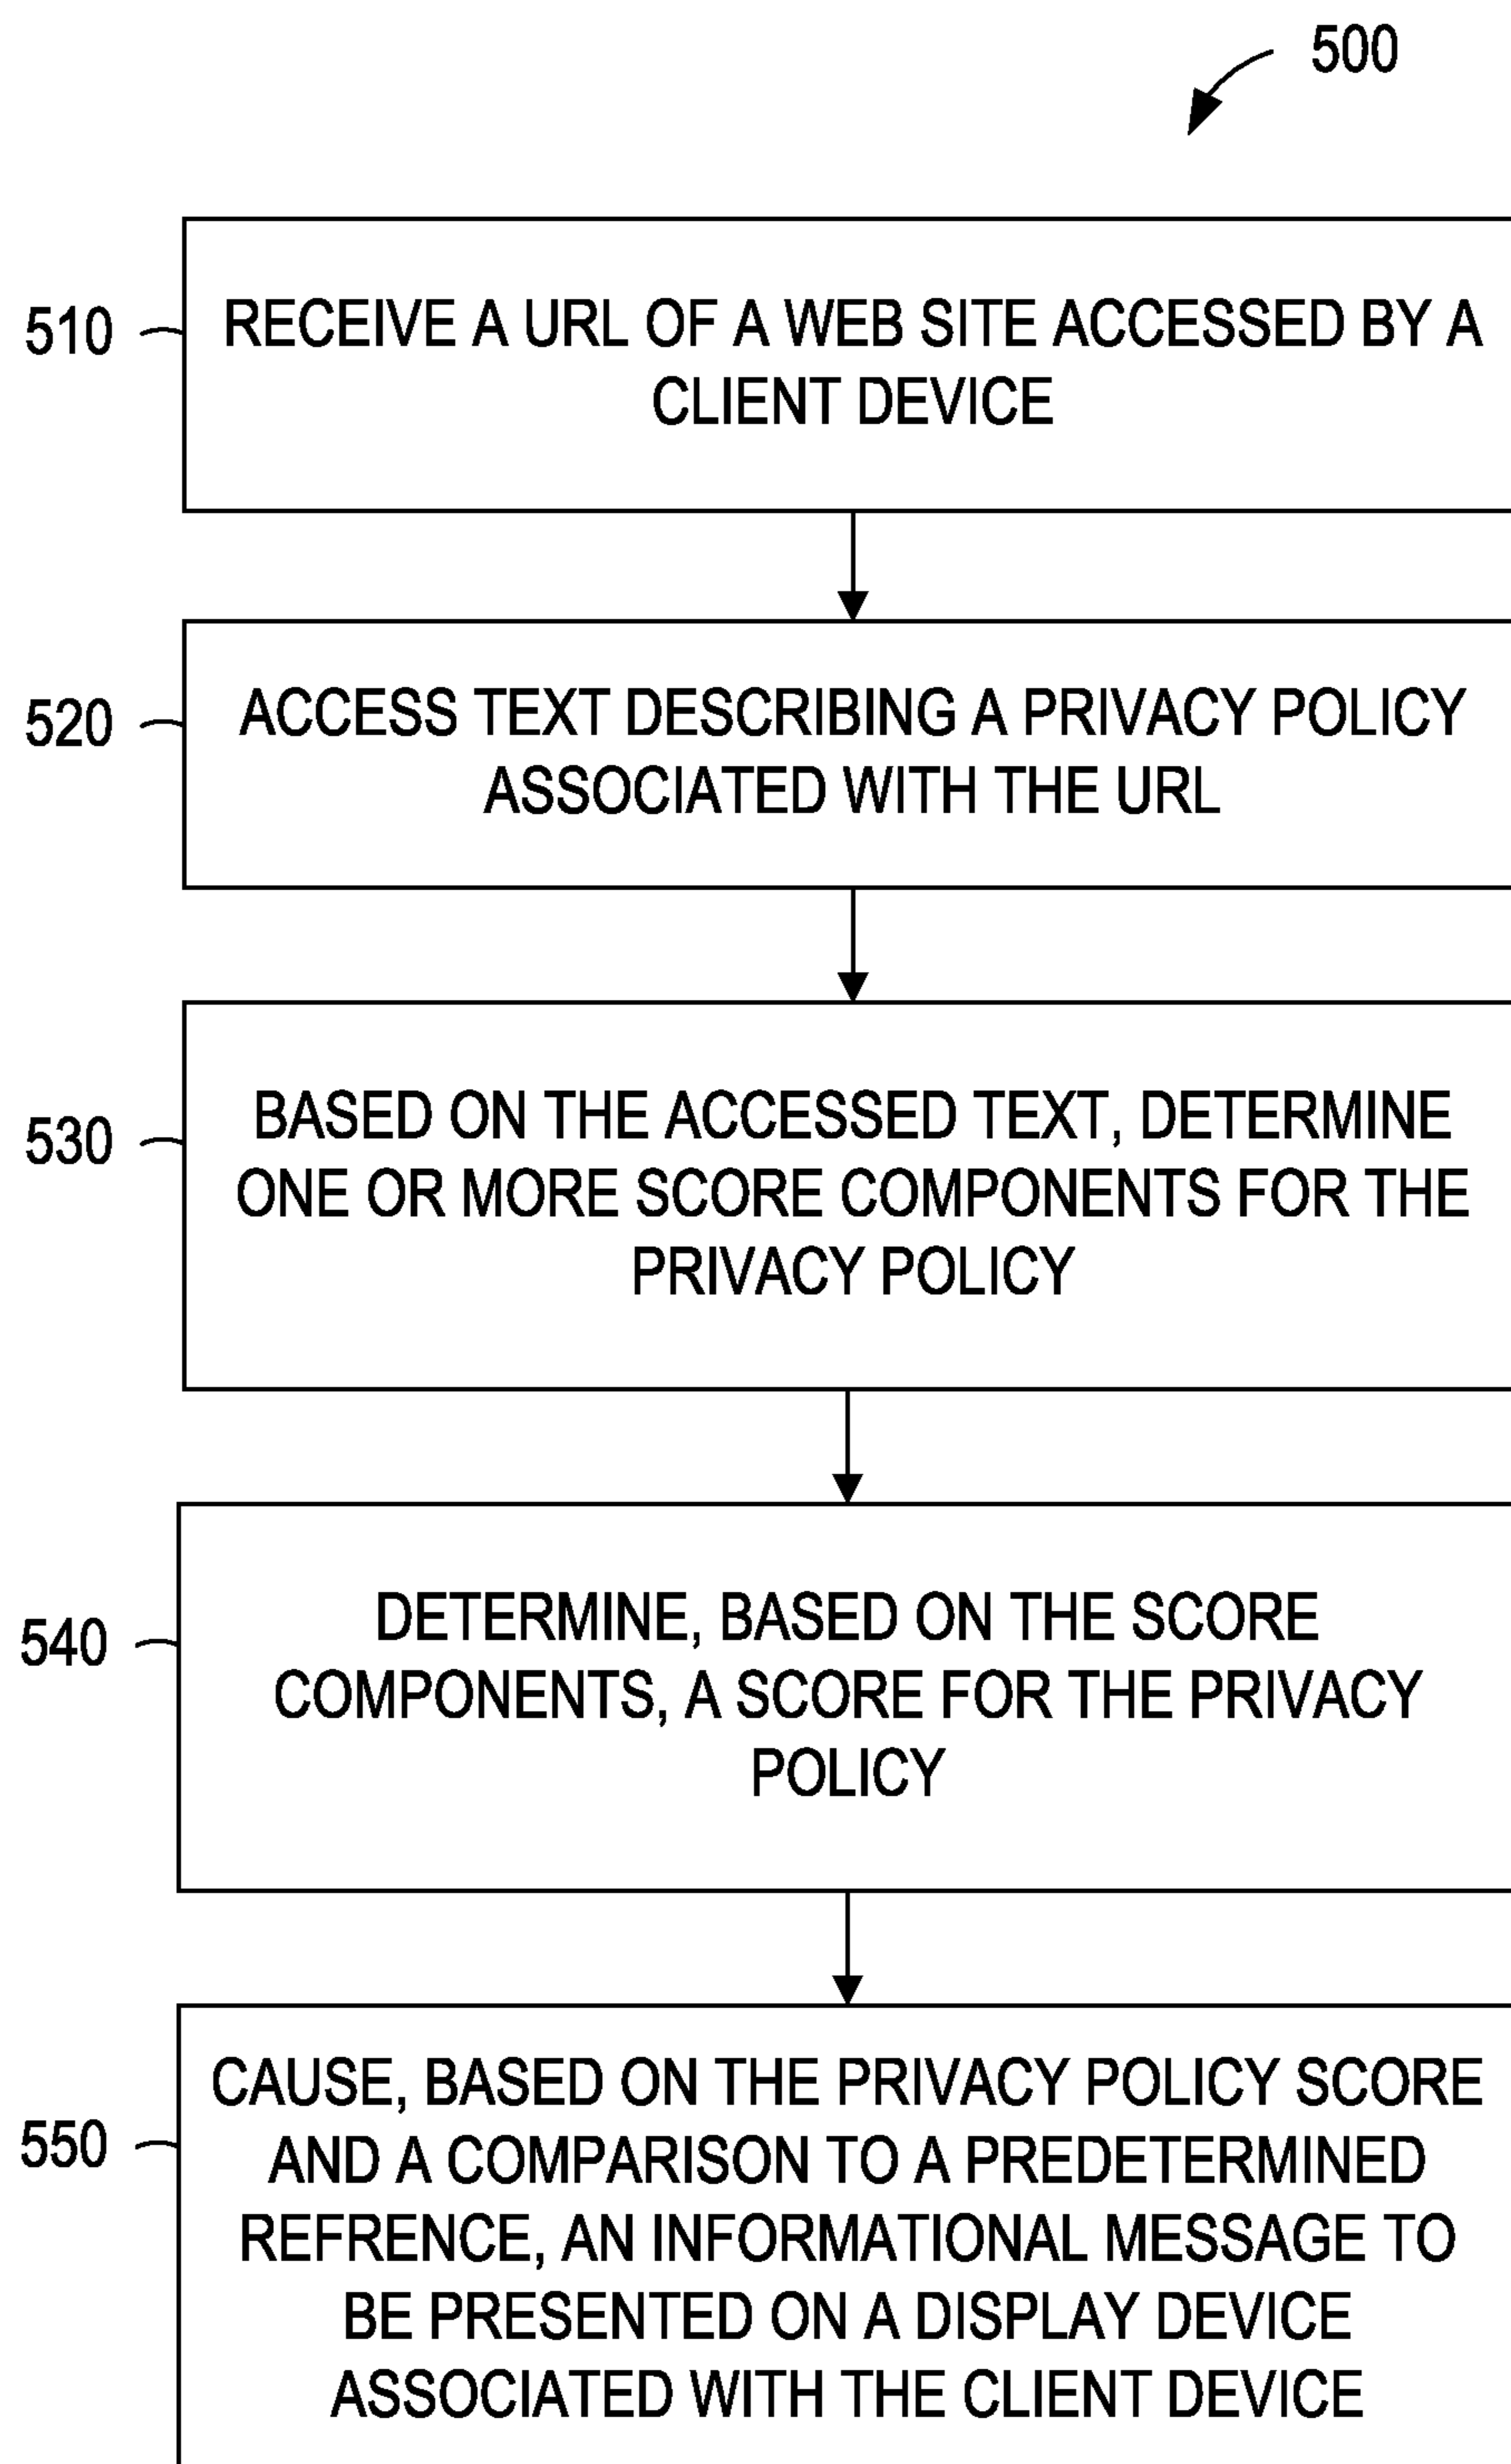 500
510
RECEIVE A URL OF A WEB SITE ACCESSED BY A
CLIENT DEVICE
520
ACCESS TEXT DESCRIBING A PRIVACY POLICY
ASSOCIATED WITH THE URL
530
BASED ON THE ACCESSED TEXT, DETERMINE
ONE OR MORE SCORE COMPONENTS FOR THE
PRIVACY POLICY
540
DETERMINE, BASED ON THE SCORE
COMPONENTS, A SCORE FOR THE PRIVACY
POLICY
550
CAUSE, BASED ON THE PRIVACY POLICY SCORE
AND A COMPARISON TO A PREDETERMINED
REFRENCE, AN INFORMATIONAL MESSAGE TO
BE PRESENTED ON A DISPLAY DEVICE
ASSOCIATED WITH THE CLIENT DEVICE